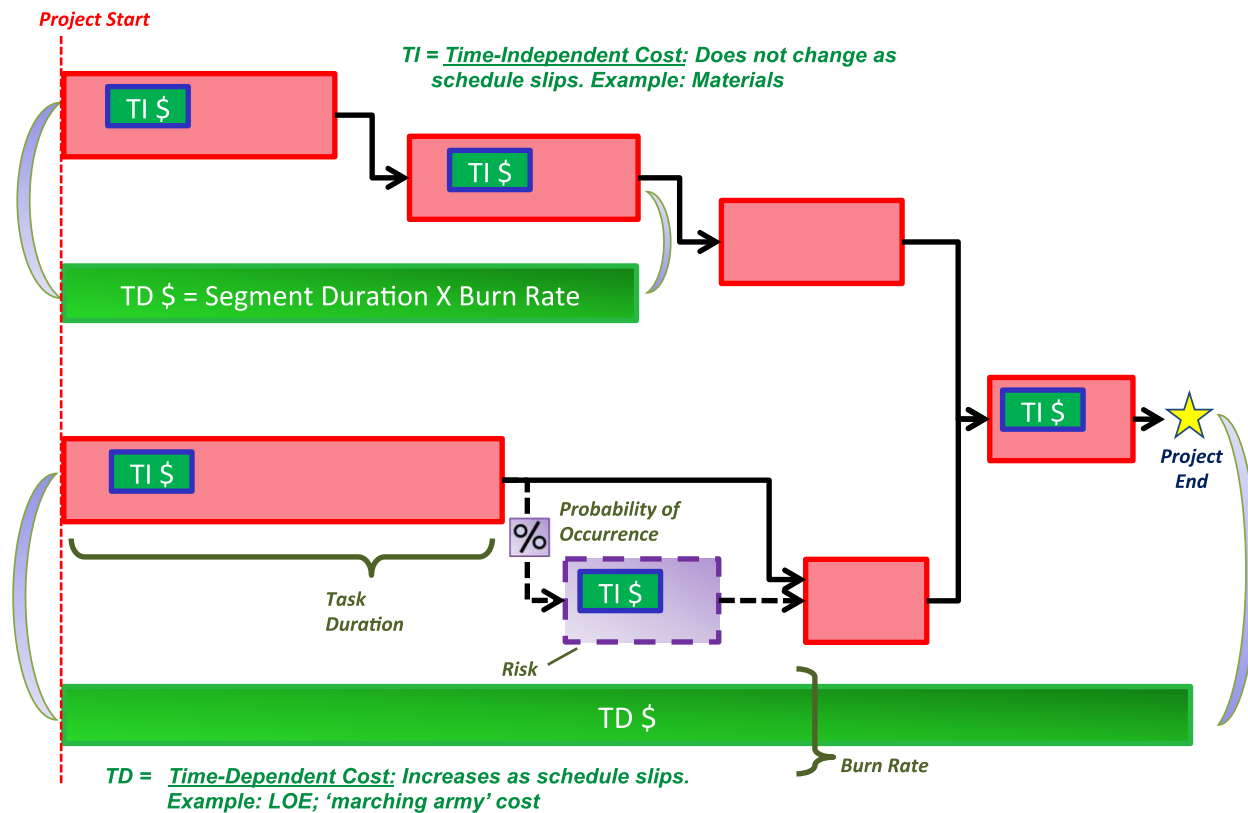 Project Start
TI = Time-Independent Cost: Does not change as
schedule slips. Example: Materials
TI $
TI $
TD $ = Segment Duration X Burn Rate
TI $
Project
End
TI $
%
Probability of
Occurrence
TI $
Task
Duration
Risk
TD $
Burn Rate
TD = Time-Dependent Cost: Increases as schedule slips.
Example: LOE; ‘marching army’ cost